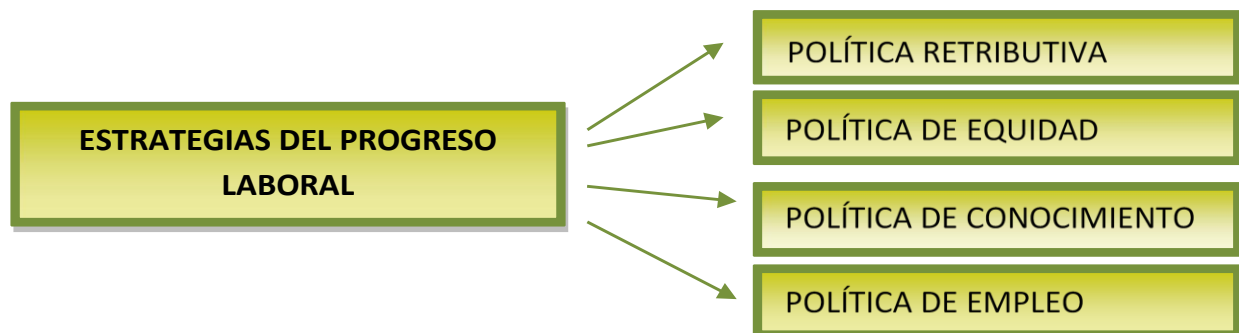 ESTRATEGIAS DEL PROGRESO
LABORAL
POLÍTICA RETRIBUTIVA
POLÍTICA DE EQUIDAD
POLÍTICA DE CONOCIMIENTO
POLÍTICA DE EMPLEO